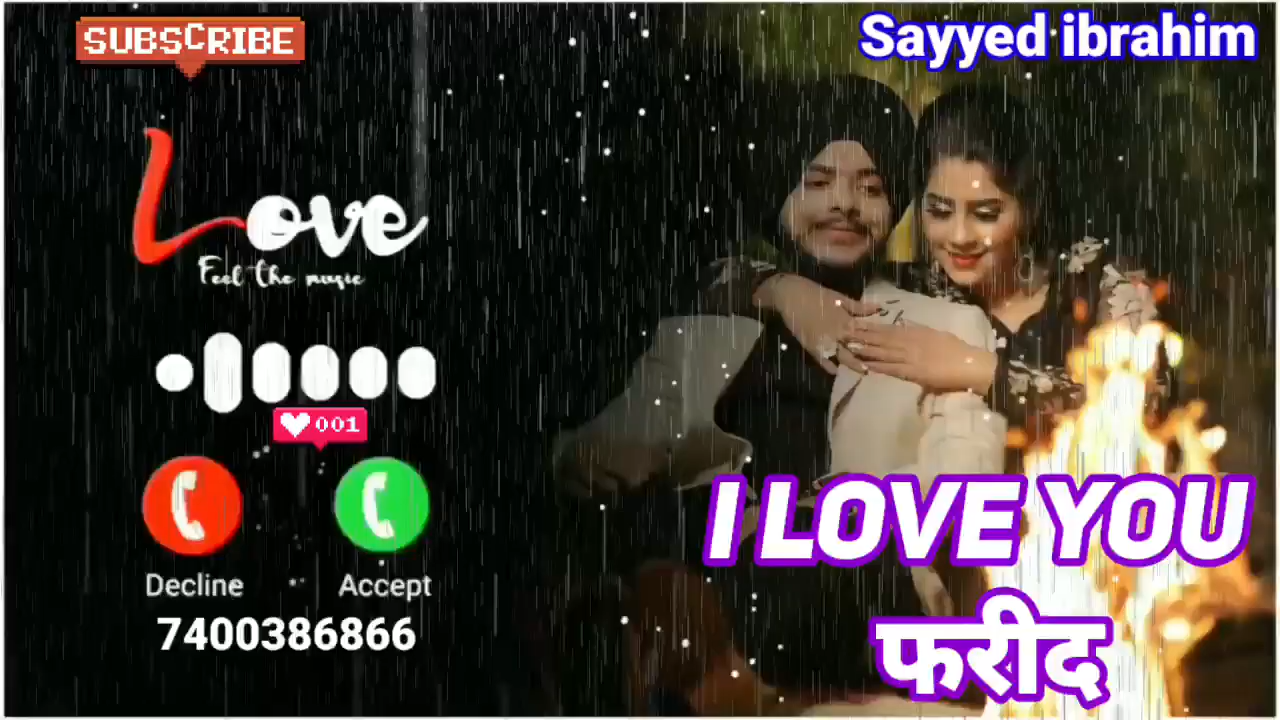 SUBSCRIBE
Sayyed ibrahim
Love
Feel the music
001
I LOVE YOU
फरीद
Decline
Accept
7400386866